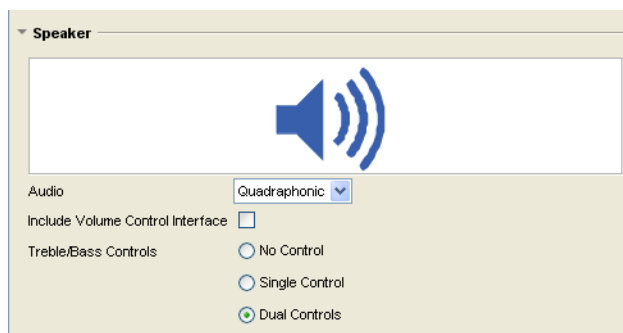 Speaker
Audio Quadraphonic
Include Volume Control Interface
Treble/Bass Controls No Control
Single Control
Dual Controls